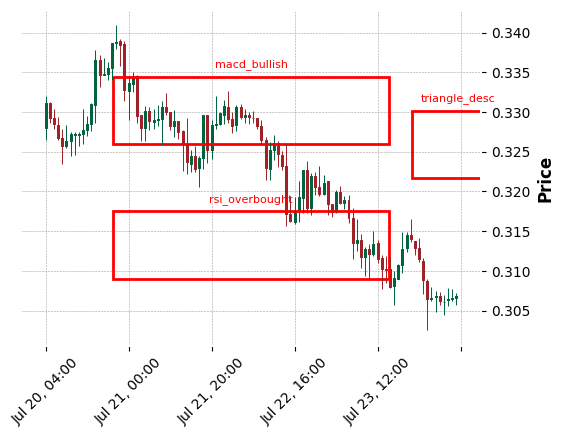 0.340
0.335
0.330
0.325
0.320
0.315
0.310
0.305
Price
macd_bullish
triangle_desc
rsi_overbought
Jul 20, 04:00
Jul 21, 00:00
Jul 21, 20:00
Jul 22, 16:00
Jul 23, 12:00